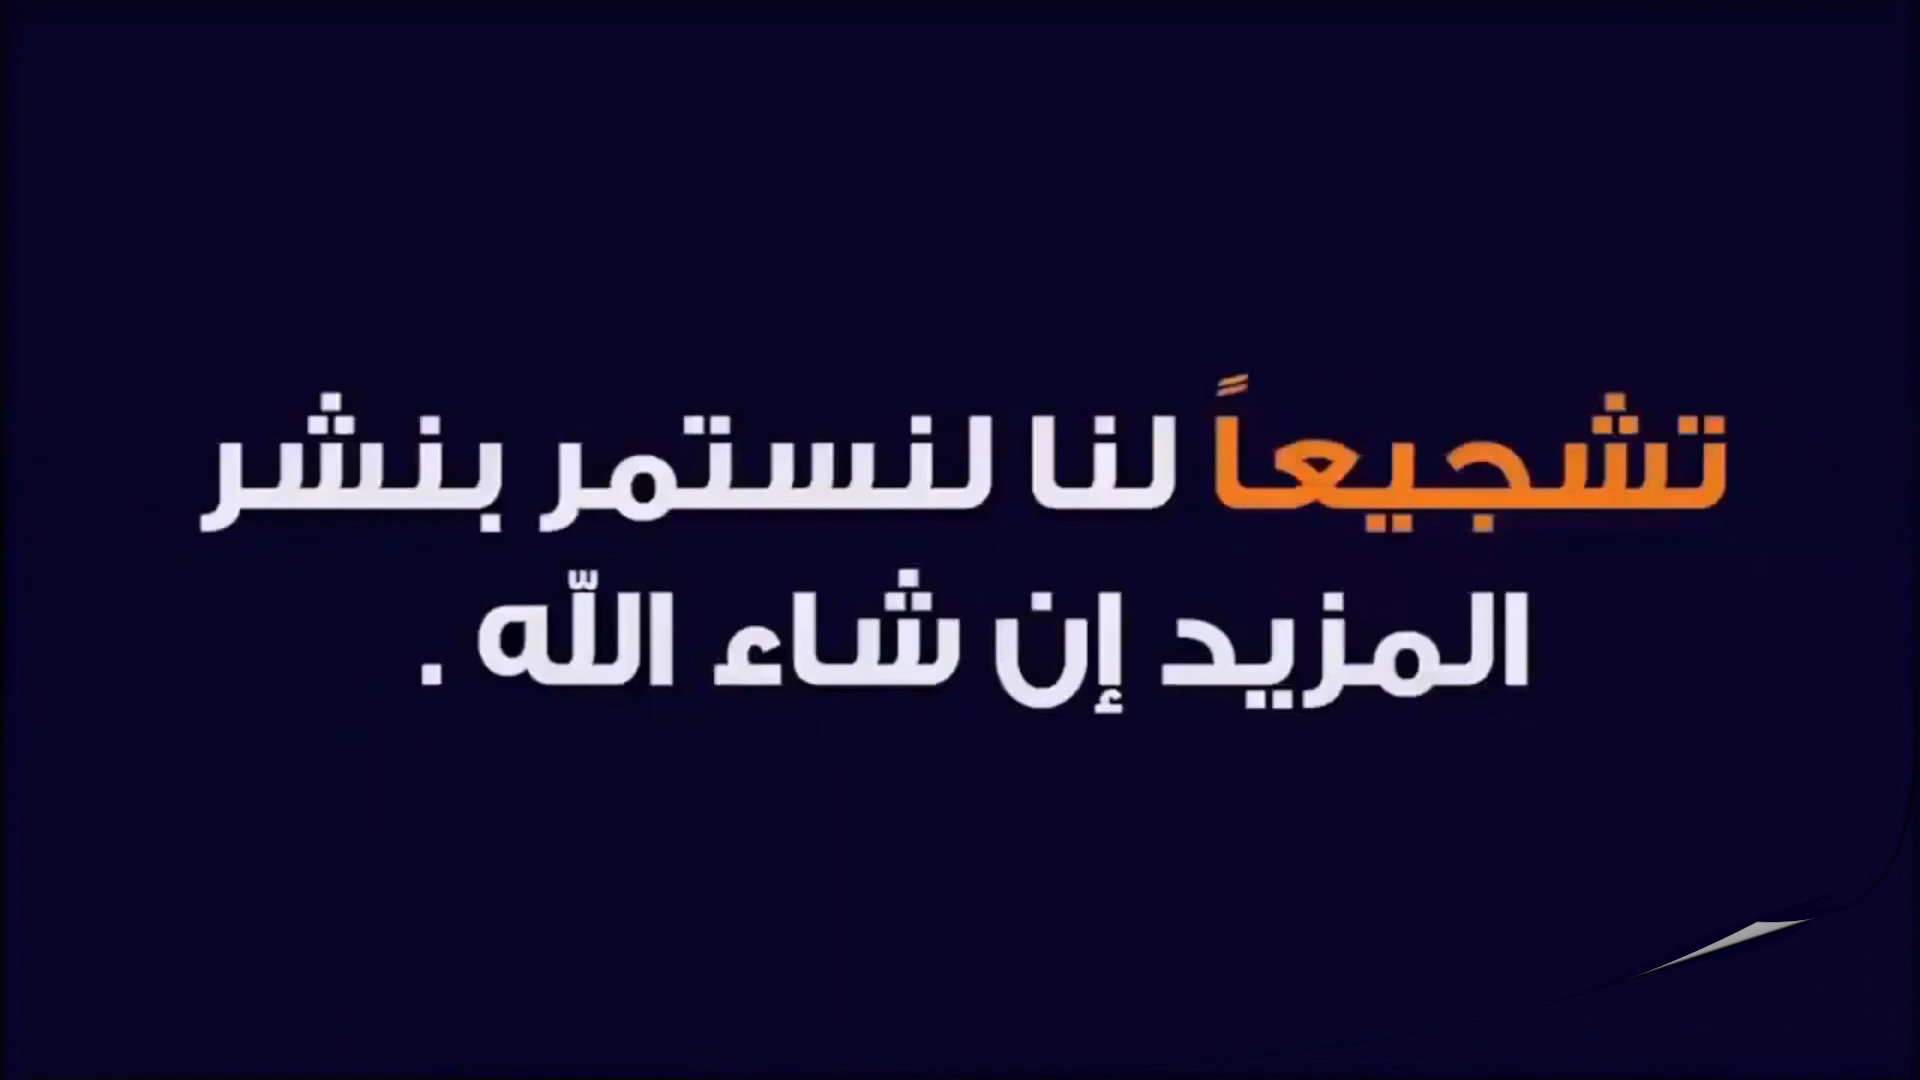 تشجيعاً لنا لنستمر بنشر
المزيد إن شاء اللّه .